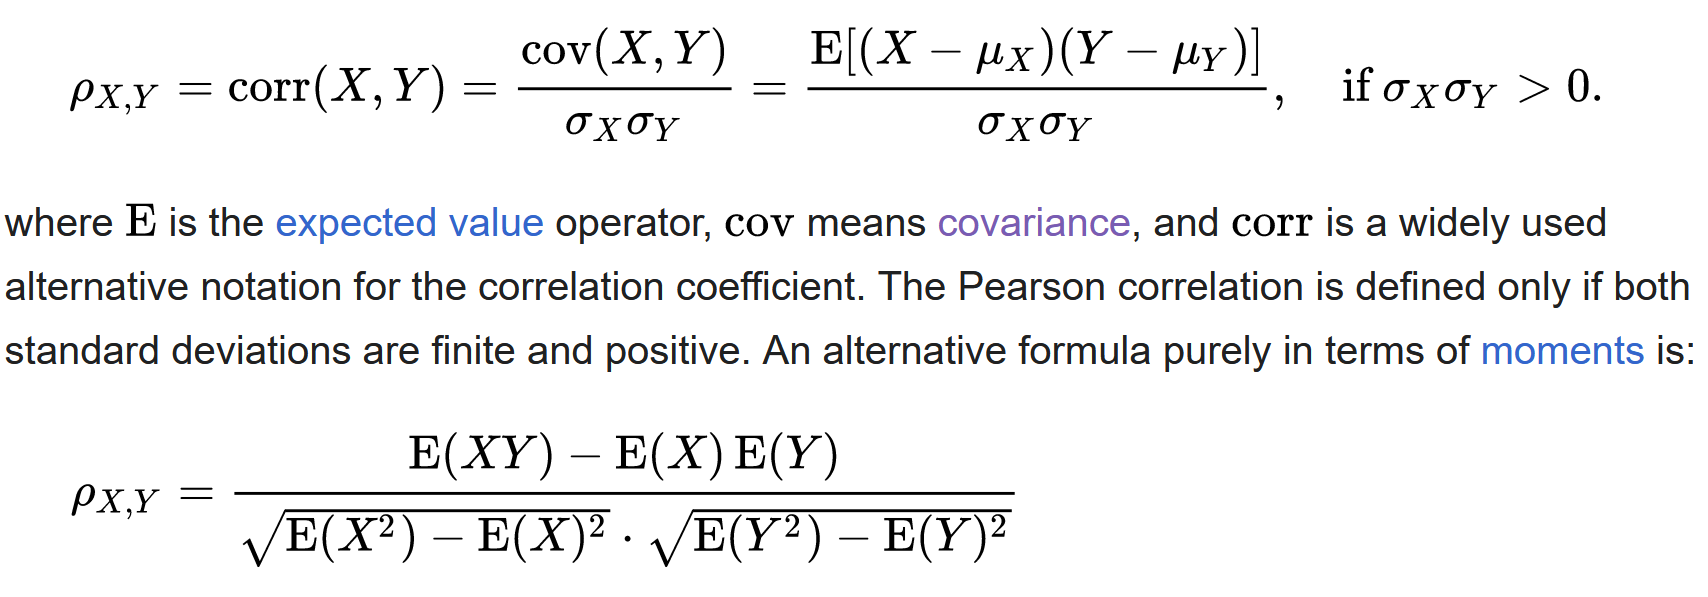 ρX,Y = corr(X, Y) = cov(X, Y) / σXσY = E[(X − μX)(Y − μY)] / σXσY, if σXσY > 0.
where E is the expected value operator, cov means covariance, and corr is a widely used
alternative notation for the correlation coefficient. The Pearson correlation is defined only if both
standard deviations are finite and positive. An alternative formula purely in terms of moments is:
ρX,Y = E(XY) − E(X) E(Y) / √E(X²) − E(X)² · √E(Y²) − E(Y)²